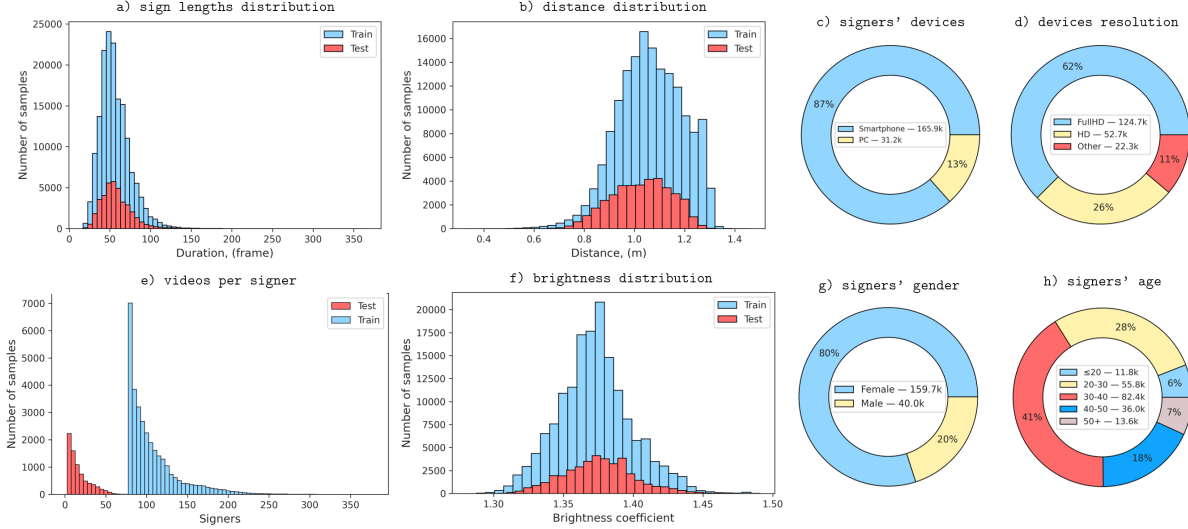 a) sign lengths distribution
25000
20000
15000
10000
5000
0
Number of samples
0 50 100 150 200 250 300 350
Duration, (frame)
Train
Test
b) distance distribution
16000
14000
12000
10000
8000
6000
4000
2000
0
Number of samples
0.4 0.6 0.8 1.0 1.2 1.4
Distance, (m)
Train
Test
c) signers' devices
87%
13%
Smartphone — 165.9k
PC — 31.2k
d) devices resolution
62%
11%
26%
FullHD — 124.7k
HD — 52.7k
Other — 22.3k
e) videos per signer
7000
6000
5000
4000
3000
2000
1000
0
Number of samples
0 50 100 150 200 250 300 350
Signers
Test
Train
f) brightness distribution
20000
17500
15000
12500
10000
7500
5000
2500
0
Number of samples
1.30 1.35 1.40 1.45 1.50
Brightness coefficient
Train
Test
g) signers' gender
80%
20%
Female — 159.7k
Male — 40.0k
h) signers' age
28%
6%
7%
18%
41%
≤20 — 11.8k
20-30 — 55.8k
30-40 — 82.4k
40-50 — 36.0k
50+ — 13.6k